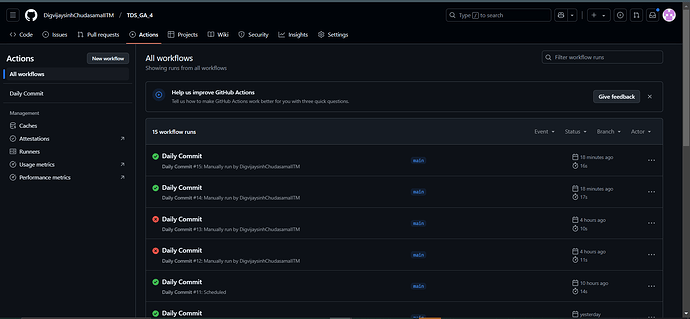 DigvijaysinhChudasamaIITM / TDS_GA_4
Type / to search
Code Issues Pull requests Actions Projects Wiki Security Insights Settings
Actions
New workflow
All workflows
Daily Commit
Management
Caches
Attestations
Runners
Usage metrics
Performance metrics
All workflows
Showing runs from all workflows
Filter workflow runs
Help us improve GitHub Actions
Tell us how to make GitHub Actions work better for you with three quick questions.
Give feedback
15 workflow runs
Event Status Branch Actor
Daily Commit
Daily Commit #15: Manually run by DigvijaysinhChudasamaIITM
main
18 minutes ago
16s
Daily Commit
Daily Commit #14: Manually run by DigvijaysinhChudasamaIITM
main
18 minutes ago
17s
Daily Commit
Daily Commit #13: Manually run by DigvijaysinhChudasamaIITM
main
4 hours ago
10s
Daily Commit
Daily Commit #12: Manually run by DigvijaysinhChudasamaIITM
main
4 hours ago
11s
Daily Commit
Daily Commit #11: Scheduled
main
10 hours ago
14s
Daily Commit
yesterday